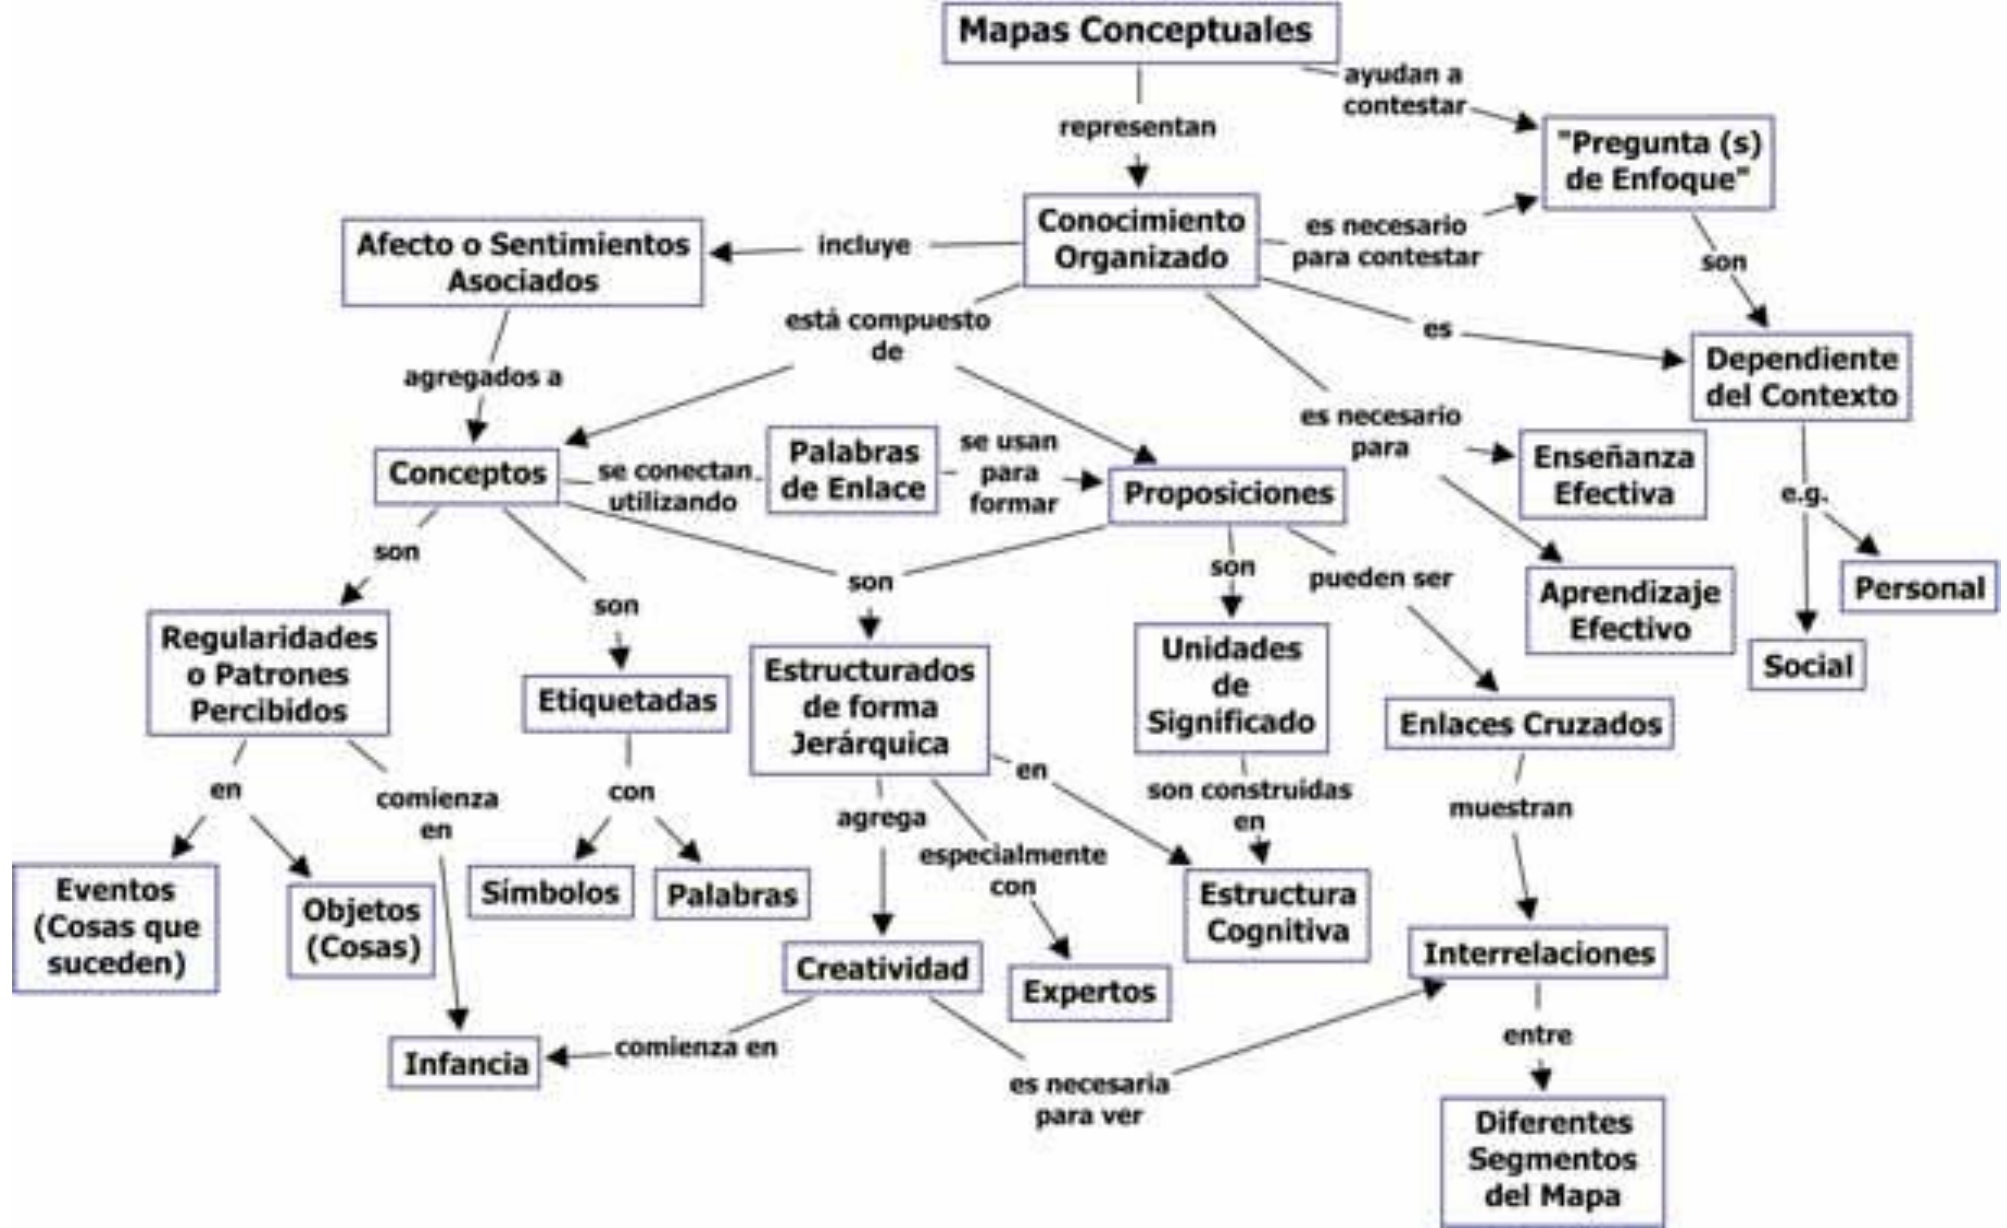 Mapas Conceptuales
ayudan a
contestar
representan
"Pregunta (s)
de Enfoque"
Conocimiento
Organizado
es necesario
para contestar
Afecto o Sentimientos
Asociados
incluye
son
está compuesto
de
es
Dependiente
del Contexto
agregados a
es necesario
para
Conceptos
se conectan
utilizando
Palabras
de Enlace
se usan
para
formar
Proposiciones
Enseñanza
Efectiva
e.g.
son
son
son
son
pueden ser
Aprendizaje
Efectivo
Personal
Social
Regularidades
o Patrones
Percibidos
Etiquetadas
Estructurados
de forma
Jerárquica
Unidades
de
Significado
Enlaces Cruzados
en
comienza
en
con
agrega
en
especialmente
con
son construidas
en
muestran
Eventos
(Cosas que
suceden)
Objetos
(Cosas)
Símbolos
Palabras
Estructura
Cognitiva
Creatividad
Expertos
Interrelaciones
Infancia
comienza en
es necesaria
para ver
entre
Diferentes
Segmentos
del Mapa